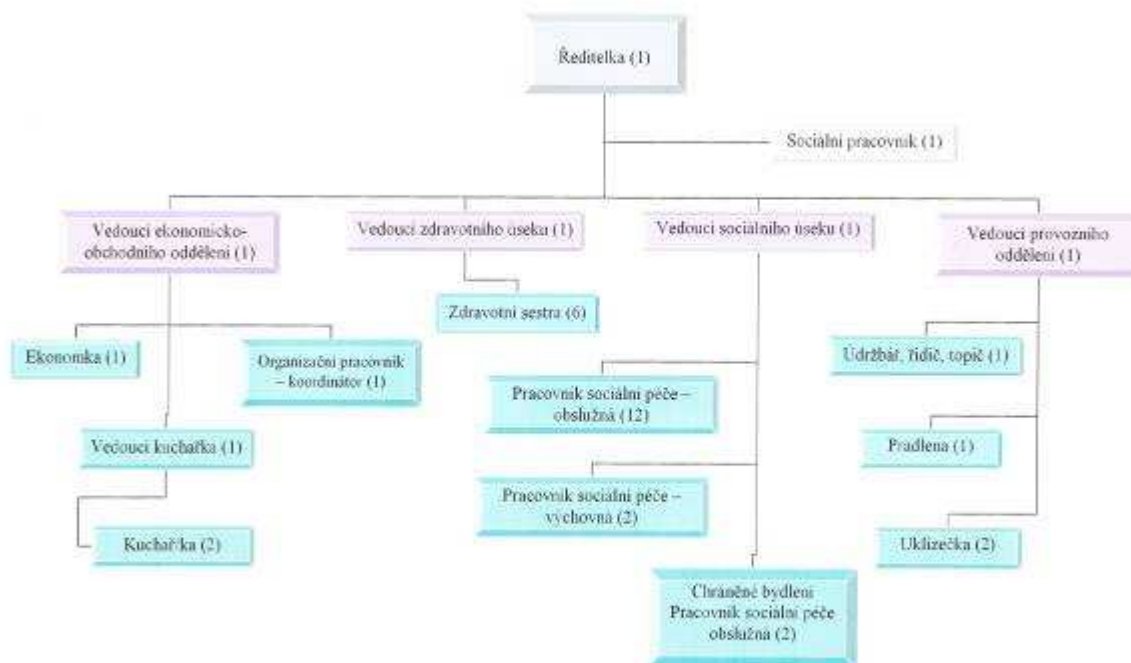 Ředitelka (1)
Sociální pracovník (1)
Vedoucí ekonomicko-
obchodního oddělení (1)
Vedoucí zdravotního úseku (1)
Vedoucí sociálního úseku (1)
Vedoucí provozního
oddělení (1)
Zdravotní sestra (6)
Ekonomka (1)
Organizační pracovník
– koordinátor (1)
Údržbář, řidič, topič (1)
Pracovník sociální péče –
obslužná (12)
Vedoucí kuchařka (1)
Pradlena (1)
Pracovník sociální péče –
výchovná (2)
Kuchařka (2)
Uklízečka (2)
Chráněné bydlení
Pracovník sociální péče
obslužná (2)